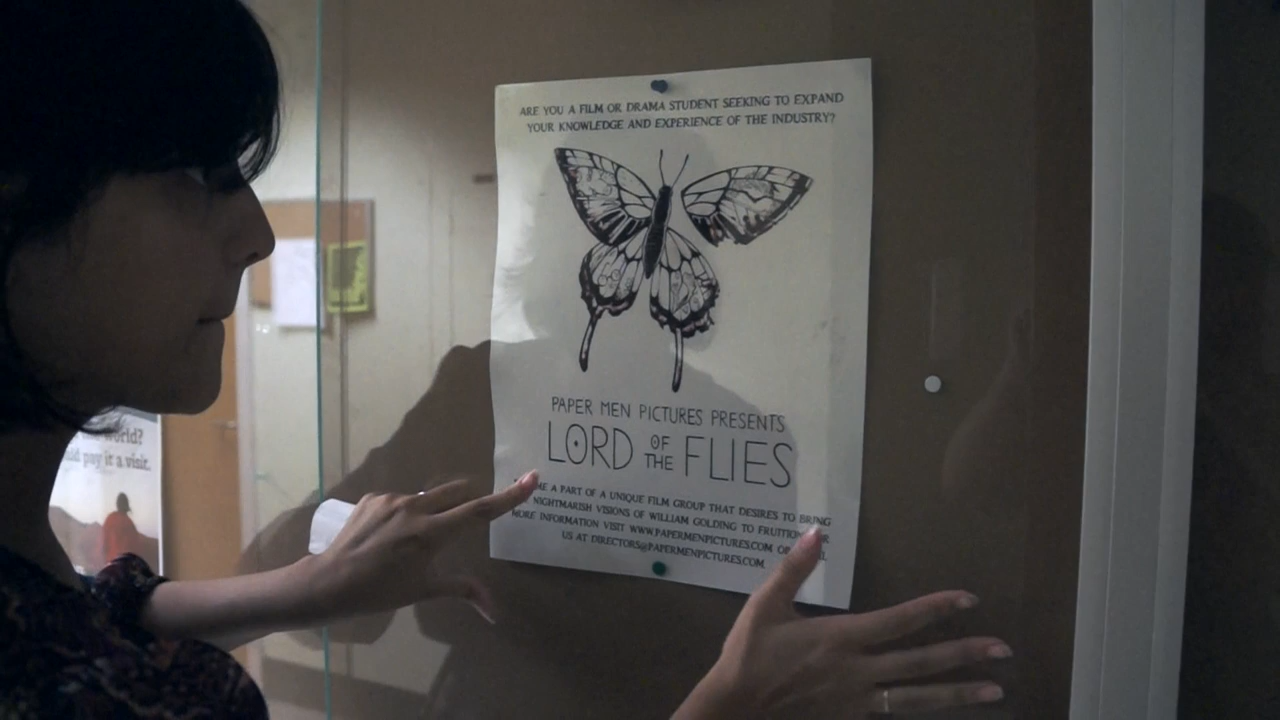 ARE YOU A FILM OR DRAMA STUDENT SEEKING TO EXPAND
YOUR KNOWLEDGE AND EXPERIENCE OF THE INDUSTRY?
PAPER MEN PICTURES PRESENTS
LORD OF THE FLIES
A PART OF A UNIQUE FILM GROUP THAT DESIRES TO BRING
NIGHTMARISH VISIONS OF WILLIAM GOLDING TO FRUITION
MORE INFORMATION VISIT WWW.PAPERMENPICTURES.COM
US AT DIRECTORS@PAPERMENPICTURES.COM
world?
pay it a visit.